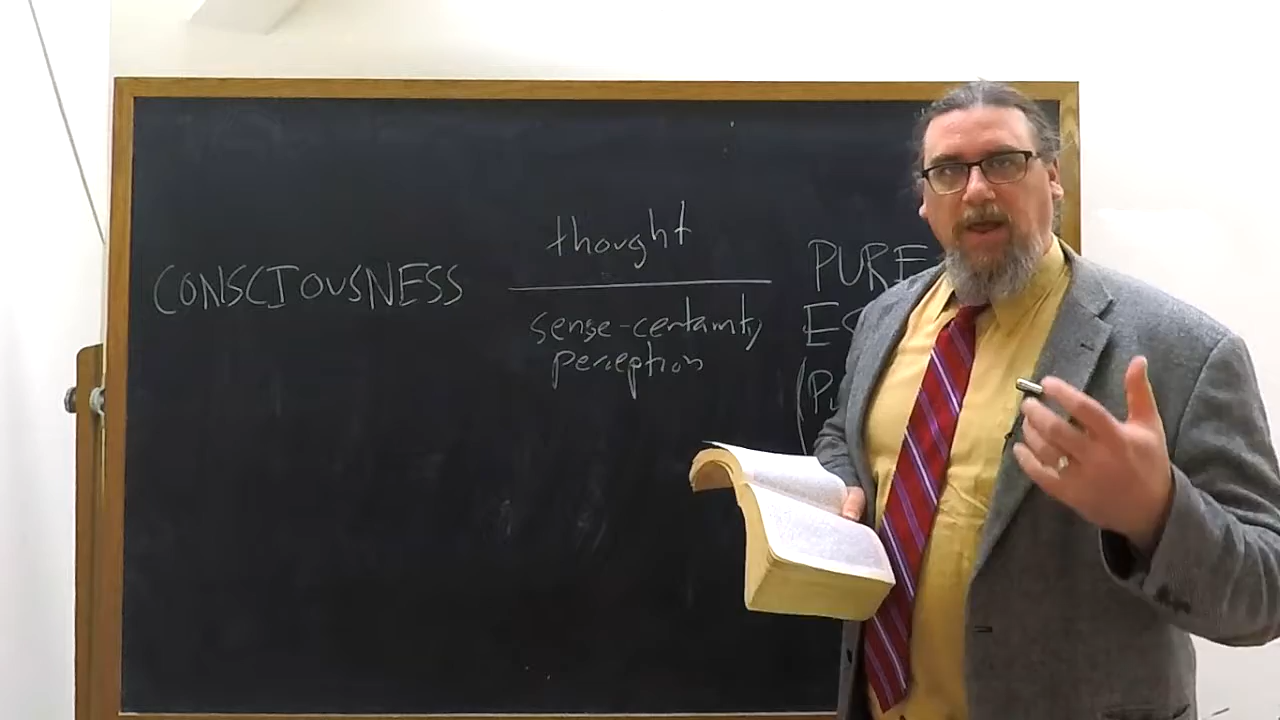 CONSCIOUSNESS
thought
sense-certainty
perception
PURE